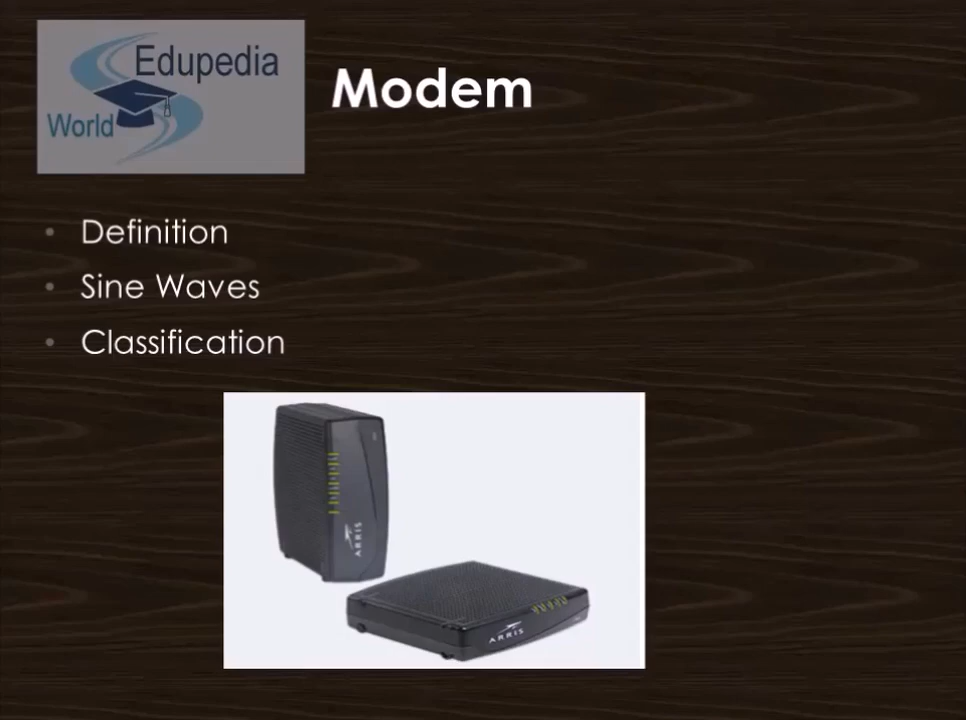 Edupedia
World
Modem
• Definition
• Sine Waves
• Classification
ARRIS
ARRIS